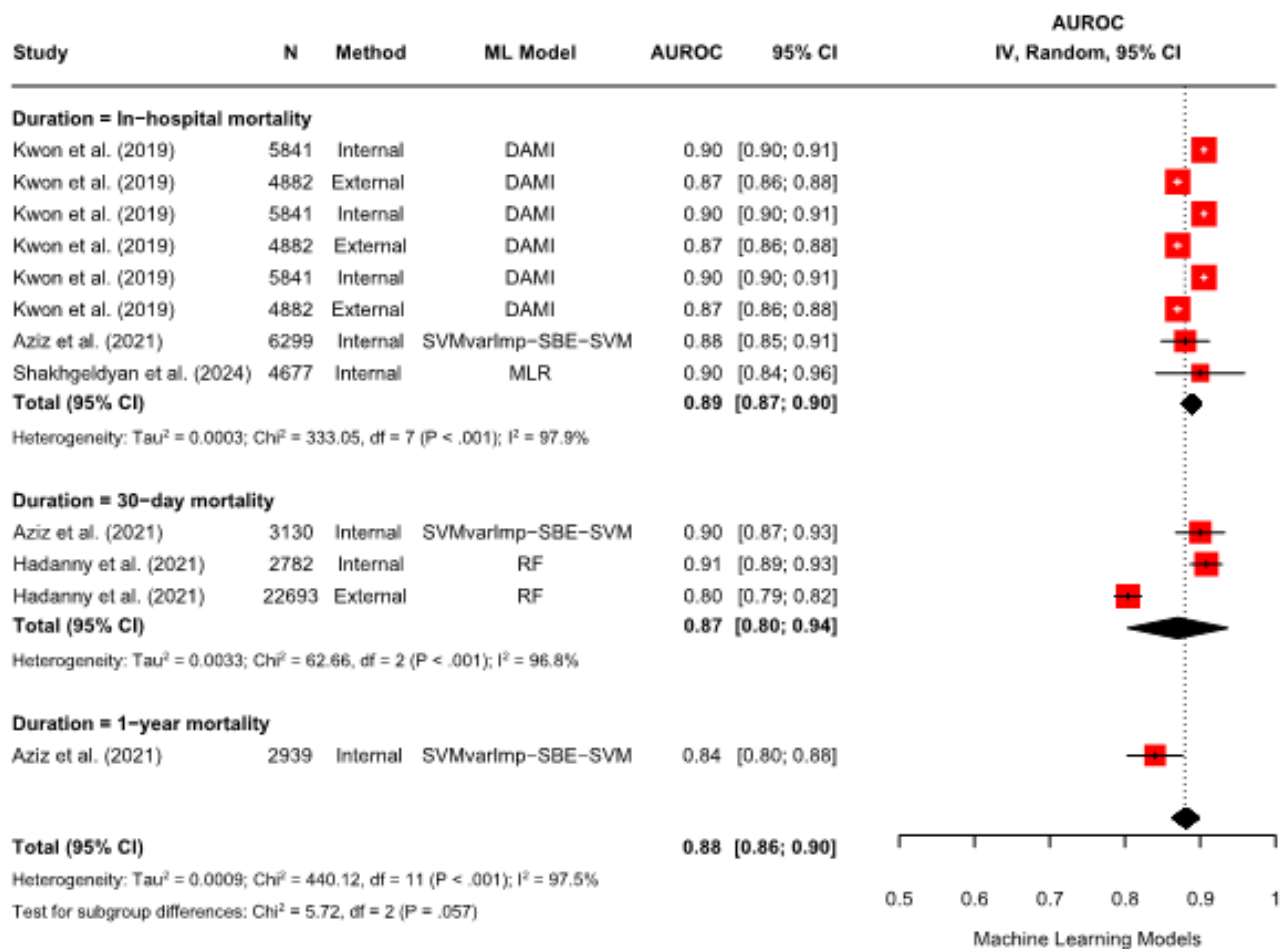 AUROC
Study N Method ML Model AUROC 95% CI IV, Random, 95% CI
Duration = In−hospital mortality
Kwon et al. (2019) 5841 Internal DAMI 0.90 [0.90; 0.91]
Kwon et al. (2019) 4882 External DAMI 0.87 [0.86; 0.88]
Kwon et al. (2019) 5841 Internal DAMI 0.90 [0.90; 0.91]
Kwon et al. (2019) 4882 External DAMI 0.87 [0.86; 0.88]
Kwon et al. (2019) 5841 Internal DAMI 0.90 [0.90; 0.91]
Kwon et al. (2019) 4882 External DAMI 0.87 [0.86; 0.88]
Aziz et al. (2021) 6299 Internal SVMvarImp−SBE−SVM 0.88 [0.85; 0.91]
Shakhgeldyan et al. (2024) 4677 Internal MLR 0.90 [0.84; 0.96]
Total (95% CI) 0.89 [0.87; 0.90]
Heterogeneity: Tau² = 0.0003; Chi² = 333.05, df = 7 (P < .001); I² = 97.9%
Duration = 30−day mortality
Aziz et al. (2021) 3130 Internal SVMvarImp−SBE−SVM 0.90 [0.87; 0.93]
Hadanny et al. (2021) 2782 Internal RF 0.91 [0.89; 0.93]
Hadanny et al. (2021) 22693 External RF 0.80 [0.79; 0.82]
Total (95% CI) 0.87 [0.80; 0.94]
Heterogeneity: Tau² = 0.0033; Chi² = 62.66, df = 2 (P < .001); I² = 96.8%
Duration = 1−year mortality
Aziz et al. (2021) 2939 Internal SVMvarImp−SBE−SVM 0.84 [0.80; 0.88]
Total (95% CI) 0.88 [0.86; 0.90]
Heterogeneity: Tau² = 0.0009; Chi² = 440.12, df = 11 (P < .001); I² = 97.5%
Test for subgroup differences: Chi² = 5.72, df = 2 (P = .057)
0.5 0.6 0.7 0.8 0.9 1
Machine Learning Models